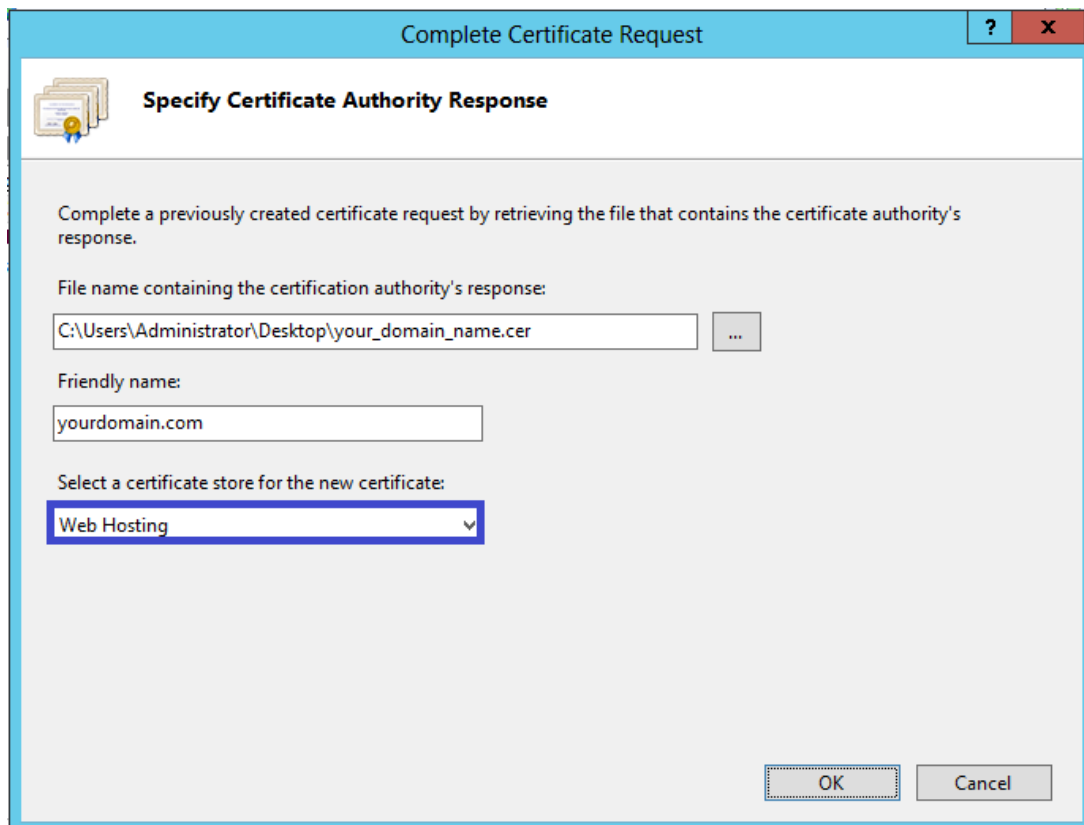 Complete Certificate Request
?
x
Specify Certificate Authority Response
Complete a previously created certificate request by retrieving the file that contains the certificate authority's
response.
File name containing the certification authority's response:
C:\Users\Administrator\Desktop\your_domain_name.cer
...
Friendly name:
yourdomain.com
Select a certificate store for the new certificate:
Web Hosting
OK
Cancel